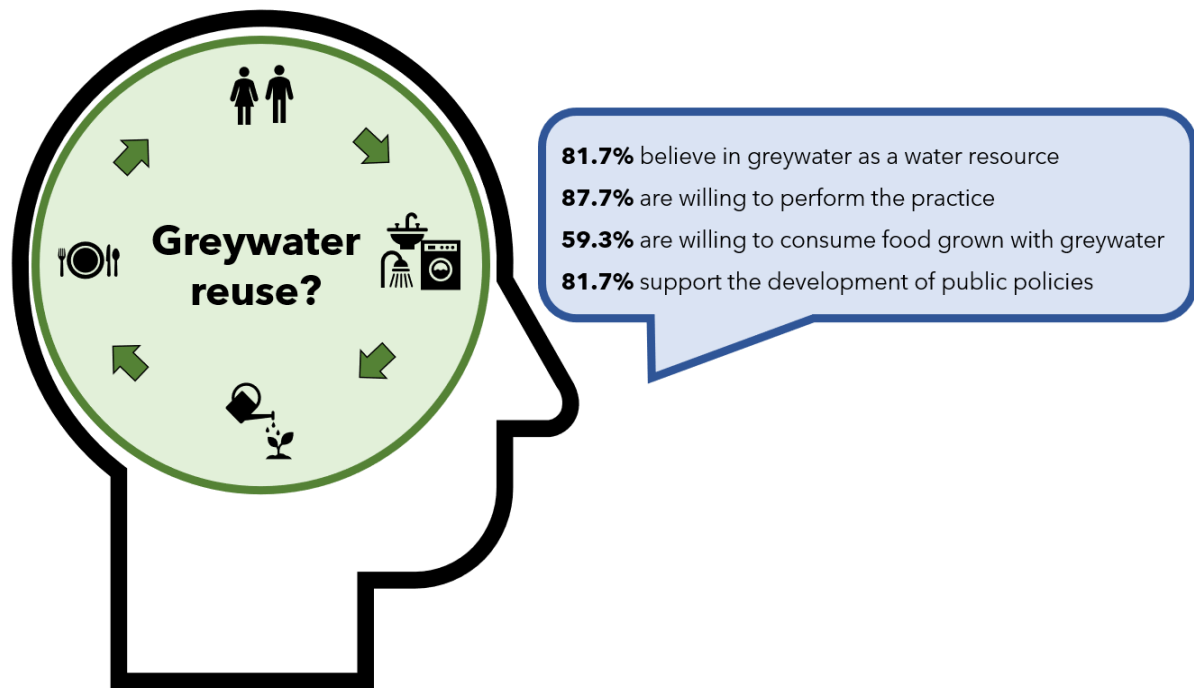 Greywater
reuse?
81.7% believe in greywater as a water resource
87.7% are willing to perform the practice
59.3% are willing to consume food grown with greywater
81.7% support the development of public policies